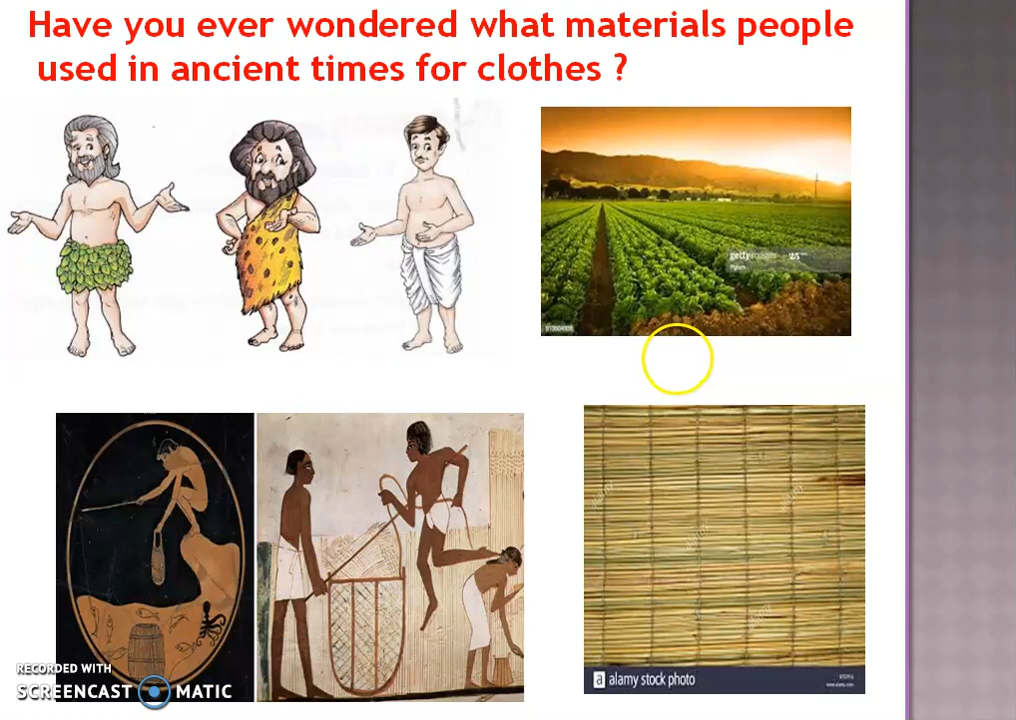 Have you ever wondered what materials people
used in ancient times for clothes ?
gettyimages
RECORDED WITH
SCREENCAST MATIC
a alamy stock photo